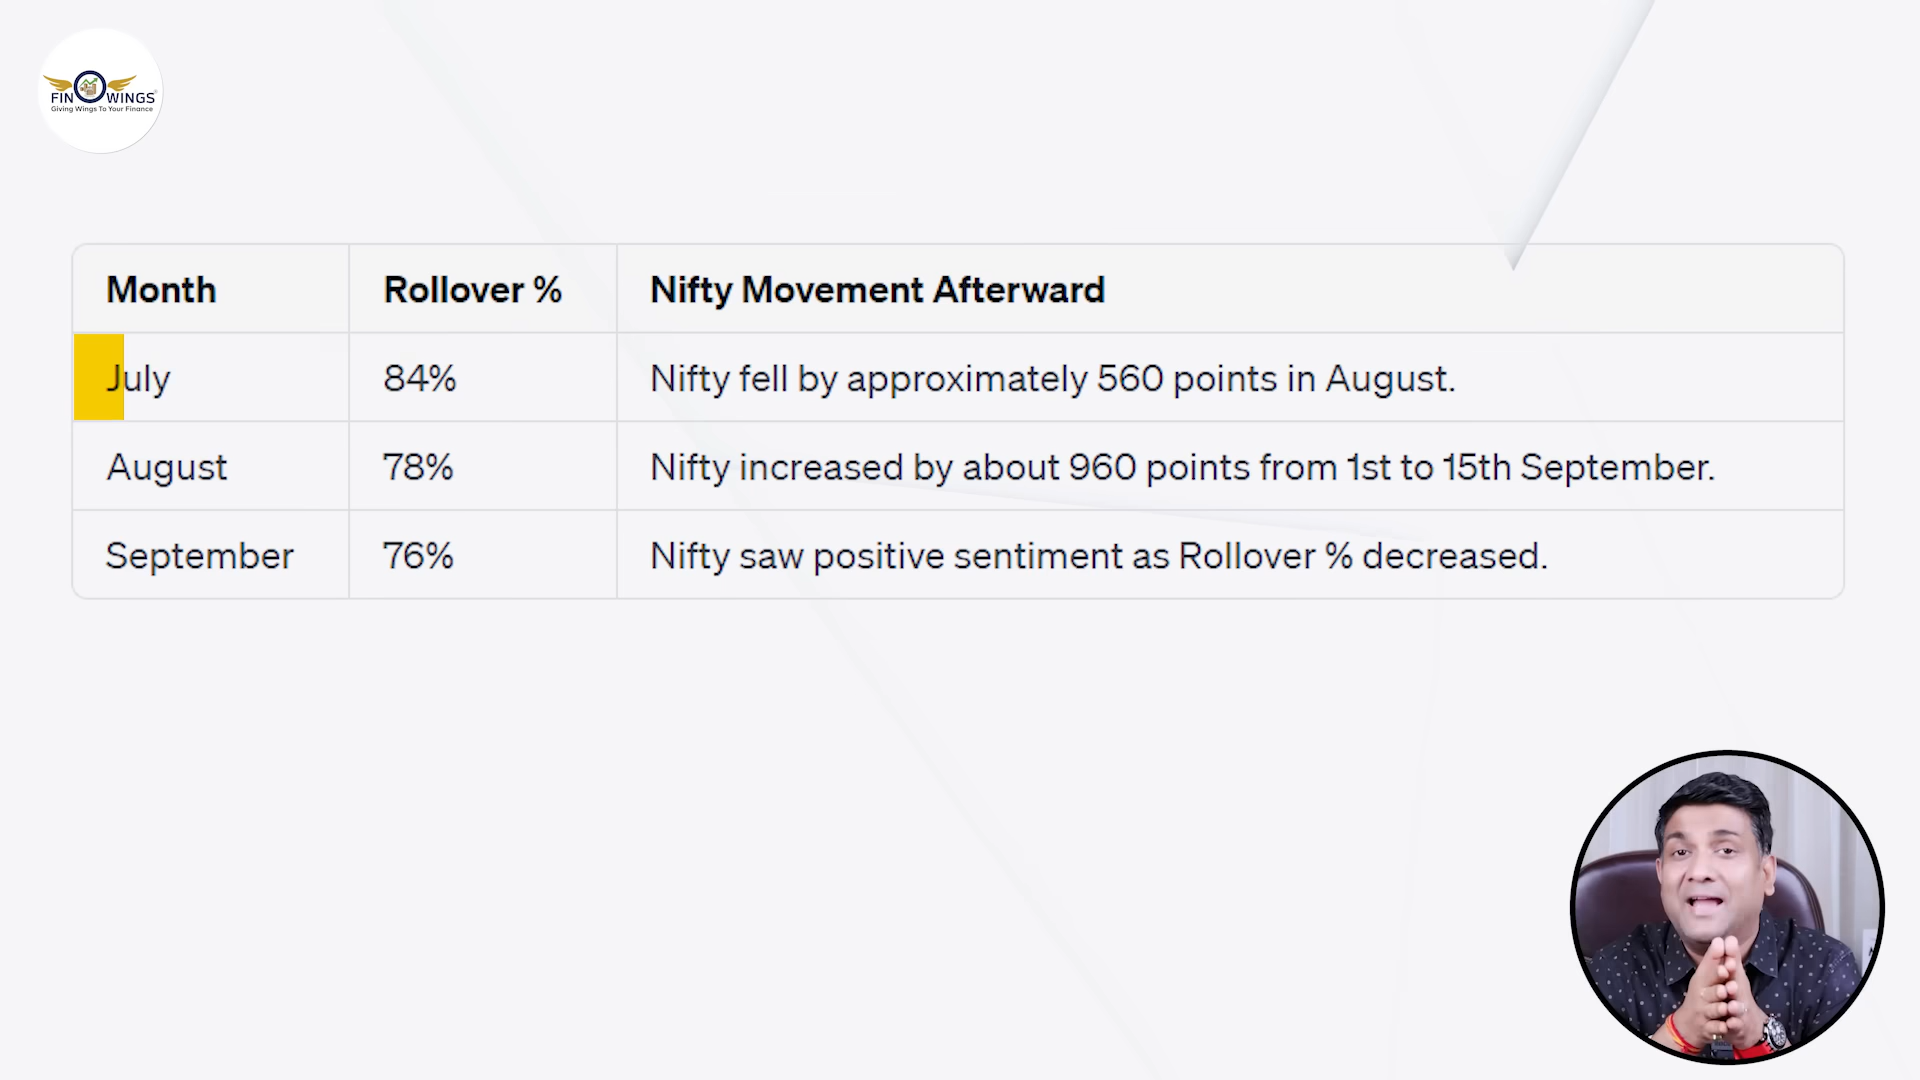 FINOWINGS
Giving Wings To Your Finance
Month Rollover % Nifty Movement Afterward
July 84% Nifty fell by approximately 560 points in August.
August 78% Nifty increased by about 960 points from 1st to 15th September.
September 76% Nifty saw positive sentiment as Rollover % decreased.